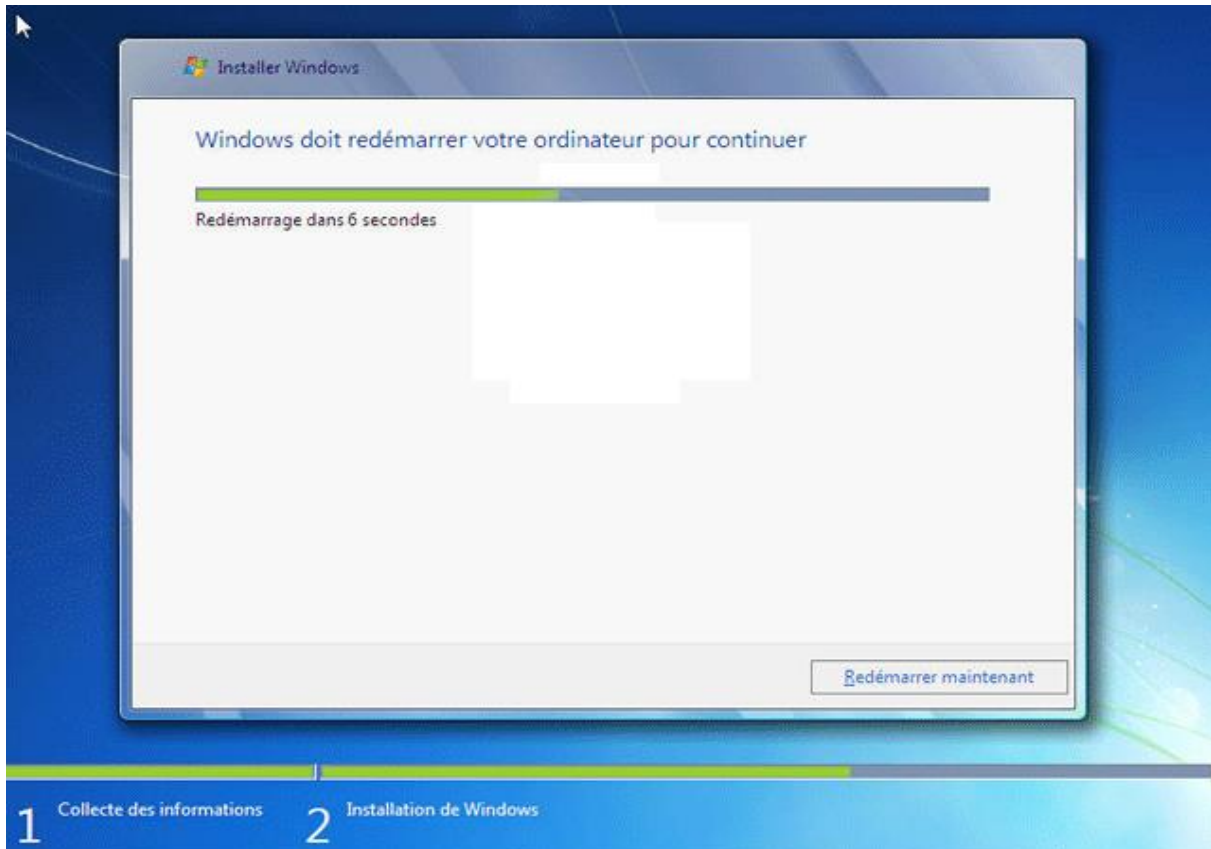 Installer Windows
Windows doit redémarrer votre ordinateur pour continuer
Redémarrage dans 6 secondes
Redémarrer maintenant
1 Collecte des informations 2 Installation de Windows